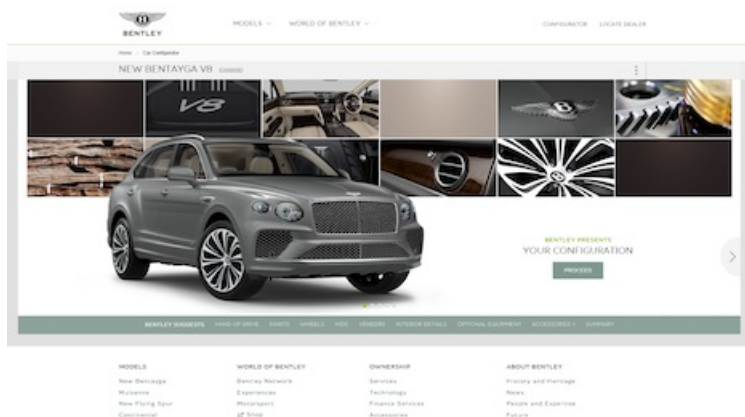 BENTLEY
MODELS
WORLD OF BENTLEY
CONFIGURATOR
LOCATE DEALER
Home
Car Configurator
NEW BENTAYGA V8
V8
BENTLEY PRESENTS
YOUR CONFIGURATION
PROCEED
BENTLEY SUGGESTS
HAND OF DRIVE
PAINTS
WHEELS
HIDE
VENEERS
INTERIOR DETAILS
OPTIONAL EQUIPMENT
ACCESSORIES
SUMMARY
MODELS
WORLD OF BENTLEY
OWNERSHIP
ABOUT BENTLEY
New Bentayga
Bentley Network
Services
History and Heritage
Mulsanne
Experiences
Technology
News
New Flying Spur
Motorsport
Finance Services
People and Expertise
Continental
Shop
Accessories
Future